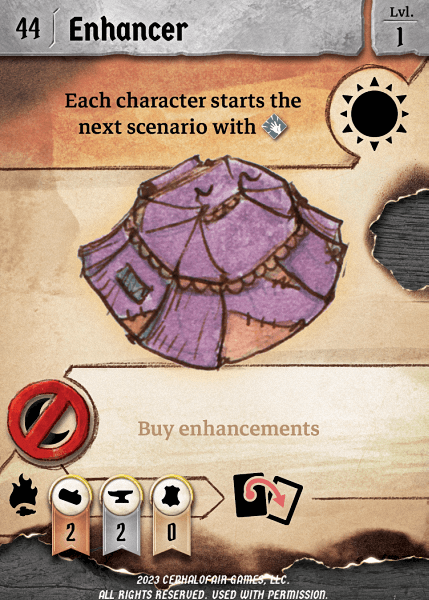 44 Enhancer
Lvl.
1
Each character starts the
next scenario with
Buy enhancements
2 2 0
2023 CEPHALOFAIR GAMES, LLC.
ALL RIGHTS RESERVED. USED WITH PERMISSION.